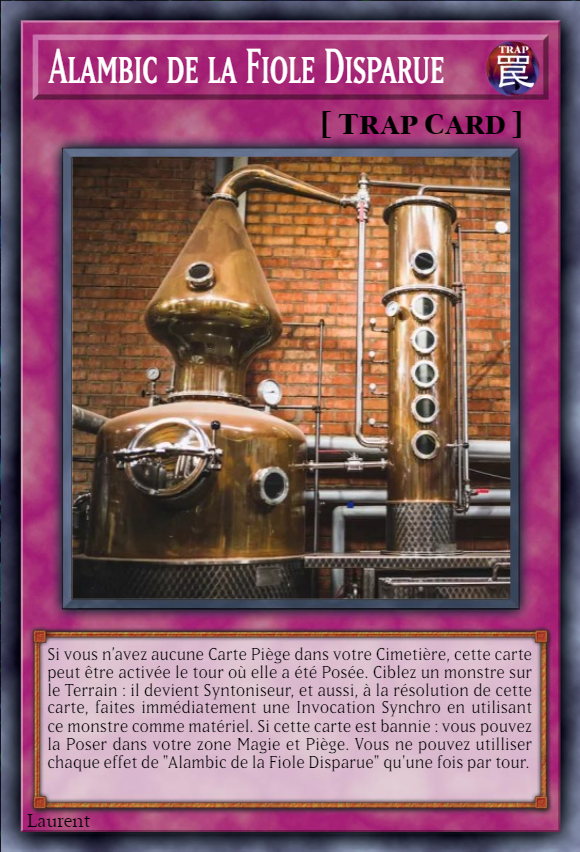 Alambic de la Fiole Disparue
TRAP
罠
[ Trap Card ]
Si vous n'avez aucune Carte Piège dans votre Cimetière, cette carte
peut être activée le tour où elle a été Posée. Ciblez un monstre sur
le Terrain : il devient Syntoniseur, et aussi, à la résolution de cette
carte, faites immédiatement une Invocation Synchro en utilisant
ce monstre comme matériel. Si cette carte est bannie : vous pouvez
la Poser dans votre zone Magie et Piège. Vous ne pouvez utilliser
chaque effet de "Alambic de la Fiole Disparue" qu'une fois par tour.
Laurent